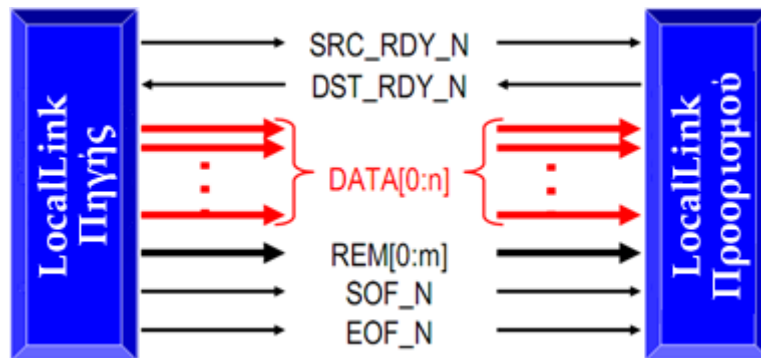 LocalLink
Πηγής
SRC_RDY_N
DST_RDY_N
DATA[0:n]
REM[0:m]
SOF_N
EOF_N
LocalLink
Προορισμού